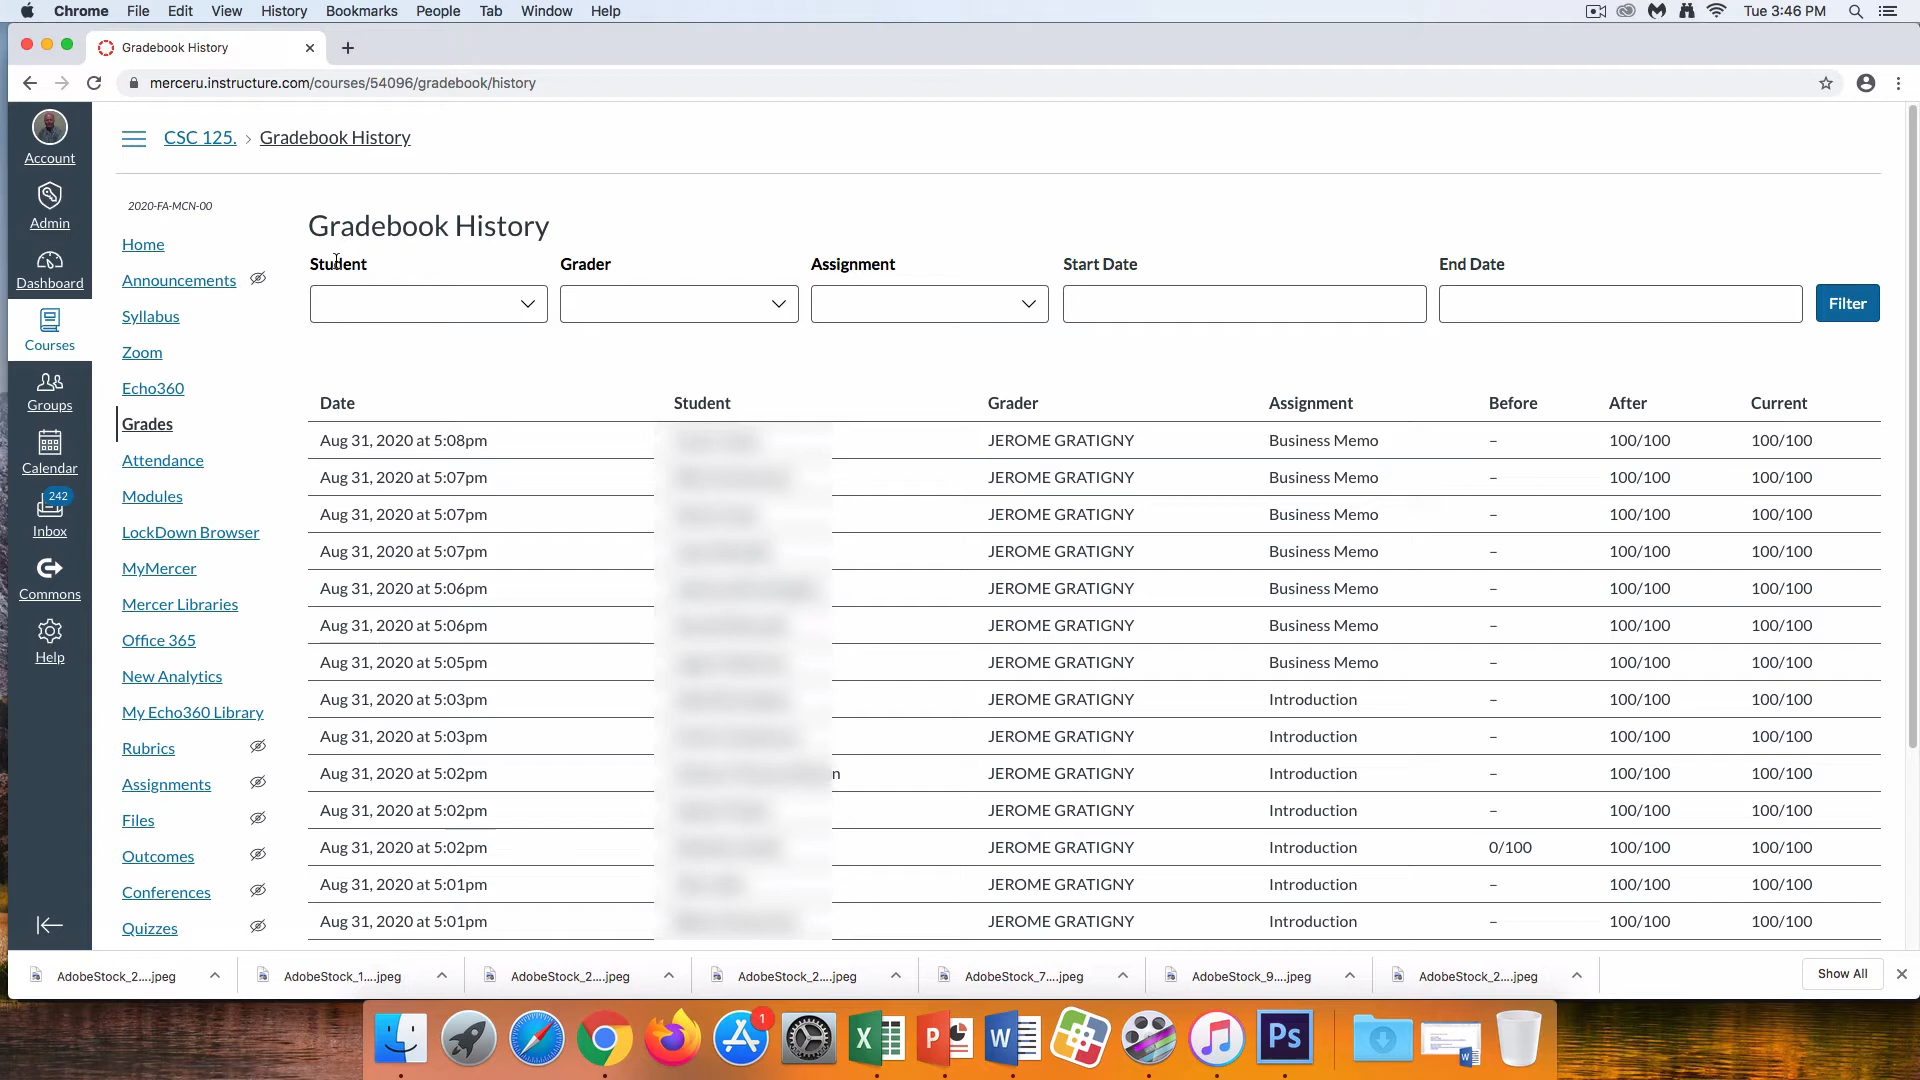 Chrome File Edit View History Bookmarks People Tab Window Help Tue 3:46 PM
Gradebook History
merceru.instructure.com/courses/54096/gradebook/history
Account
Admin
Dashboard
Courses
Groups
Calendar
242
Inbox
Commons
Help
CSC 125. › Gradebook History
2020-FA-MCN-00
Home
Announcements
Syllabus
Zoom
Echo360
Grades
Attendance
Modules
LockDown Browser
MyMercer
Mercer Libraries
Office 365
New Analytics
My Echo360 Library
Rubrics
Assignments
Files
Outcomes
Conferences
Quizzes
Gradebook History
Student Grader Assignment Start Date End Date
Filter
Date Student Grader Assignment Before After Current
Aug 31, 2020 at 5:08pm JEROME GRATIGNY Business Memo – 100/100 100/100
Aug 31, 2020 at 5:07pm JEROME GRATIGNY Business Memo – 100/100 100/100
Aug 31, 2020 at 5:07pm JEROME GRATIGNY Business Memo – 100/100 100/100
Aug 31, 2020 at 5:07pm JEROME GRATIGNY Business Memo – 100/100 100/100
Aug 31, 2020 at 5:06pm JEROME GRATIGNY Business Memo – 100/100 100/100
Aug 31, 2020 at 5:06pm JEROME GRATIGNY Business Memo – 100/100 100/100
Aug 31, 2020 at 5:05pm JEROME GRATIGNY Business Memo – 100/100 100/100
Aug 31, 2020 at 5:03pm JEROME GRATIGNY Introduction – 100/100 100/100
Aug 31, 2020 at 5:03pm JEROME GRATIGNY Introduction – 100/100 100/100
Aug 31, 2020 at 5:02pm JEROME GRATIGNY Introduction – 100/100 100/100
Aug 31, 2020 at 5:02pm JEROME GRATIGNY Introduction – 100/100 100/100
Aug 31, 2020 at 5:02pm JEROME GRATIGNY Introduction 0/100 100/100 100/100
Aug 31, 2020 at 5:01pm JEROME GRATIGNY Introduction – 100/100 100/100
Aug 31, 2020 at 5:01pm JEROME GRATIGNY Introduction – 100/100 100/100
AdobeStock_2....jpeg AdobeStock_1....jpeg AdobeStock_2....jpeg AdobeStock_2....jpeg AdobeStock_7....jpeg AdobeStock_9....jpeg AdobeStock_2....jpeg Show All
1
X P W Ps W